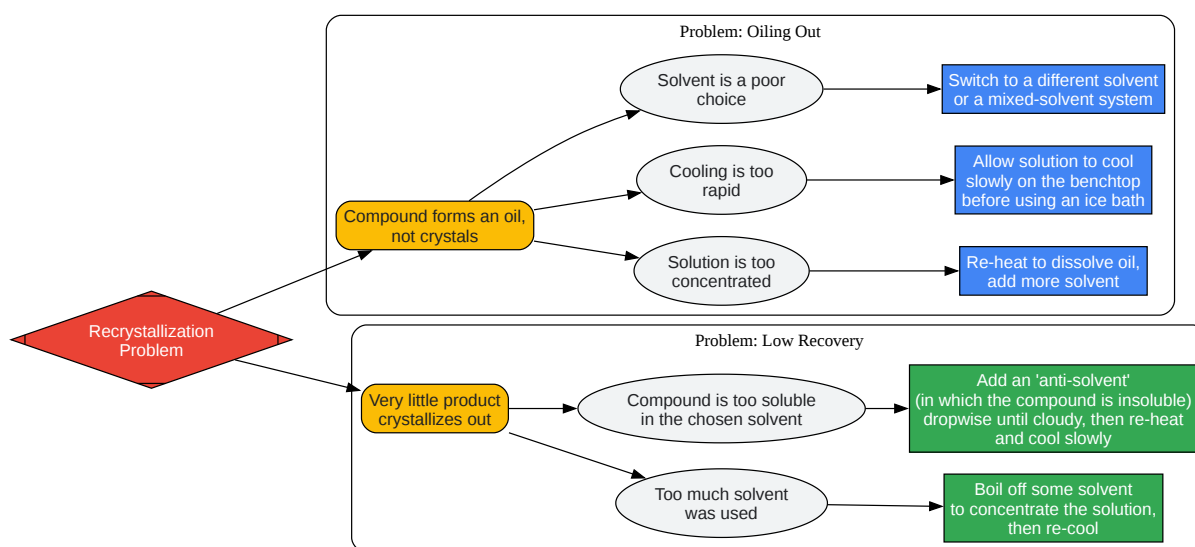 Problem: Oiling Out
Solvent is a poor
choice
Switch to a different solvent
or a mixed-solvent system
Cooling is too
rapid
Allow solution to cool
slowly on the benchtop
before using an ice bath
Compound forms an oil,
not crystals
Solution is too
concentrated
Re-heat to dissolve oil,
add more solvent
Recrystallization
Problem
Problem: Low Recovery
Very little product
crystallizes out
Compound is too soluble
in the chosen solvent
Add an 'anti-solvent'
(in which the compound is insoluble)
dropwise until cloudy, then re-heat
and cool slowly
Too much solvent
was used
Boil off some solvent
to concentrate the solution,
then re-cool